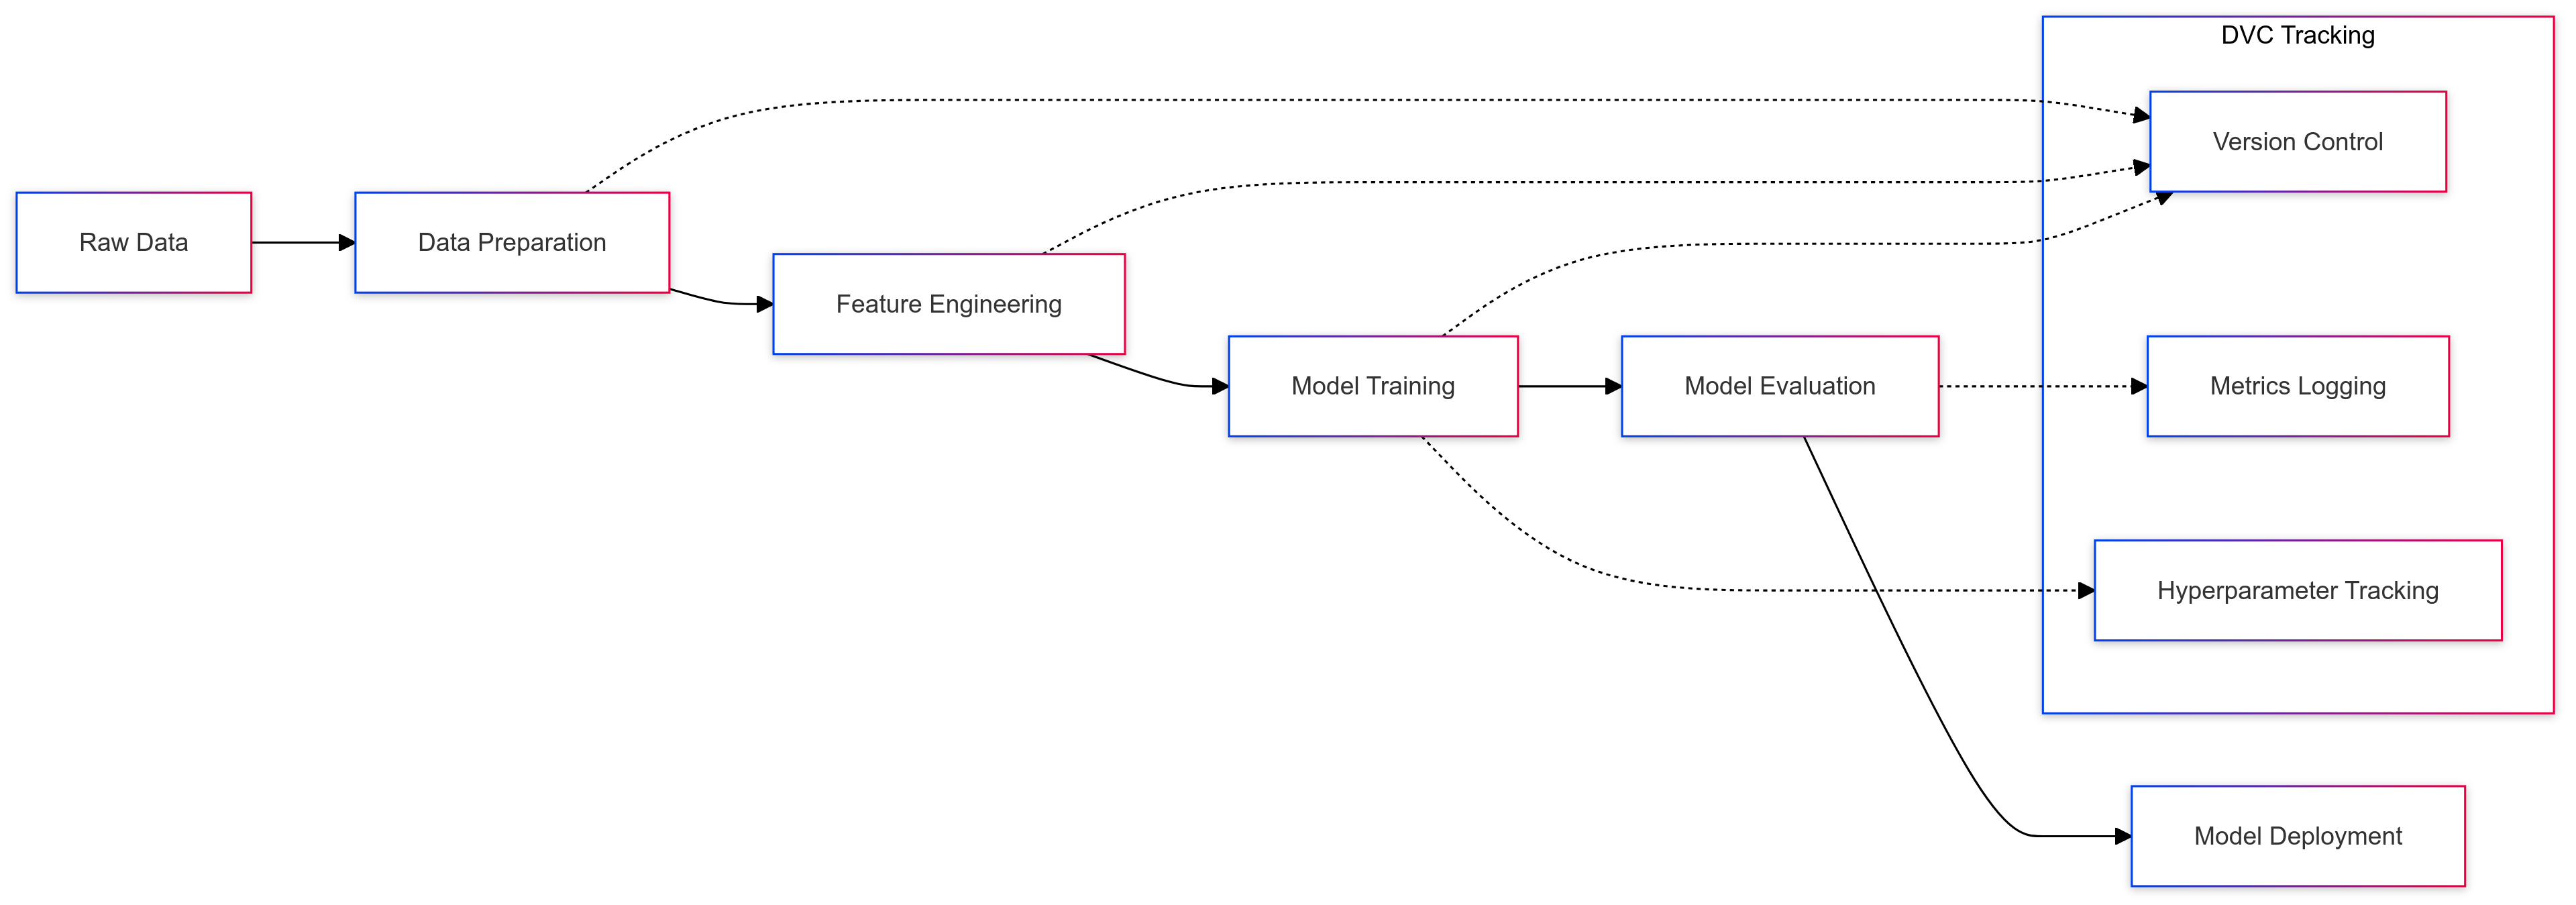 DVC Tracking
Version Control
Raw Data
Data Preparation
Feature Engineering
Model Training
Model Evaluation
Metrics Logging
Hyperparameter Tracking
Model Deployment